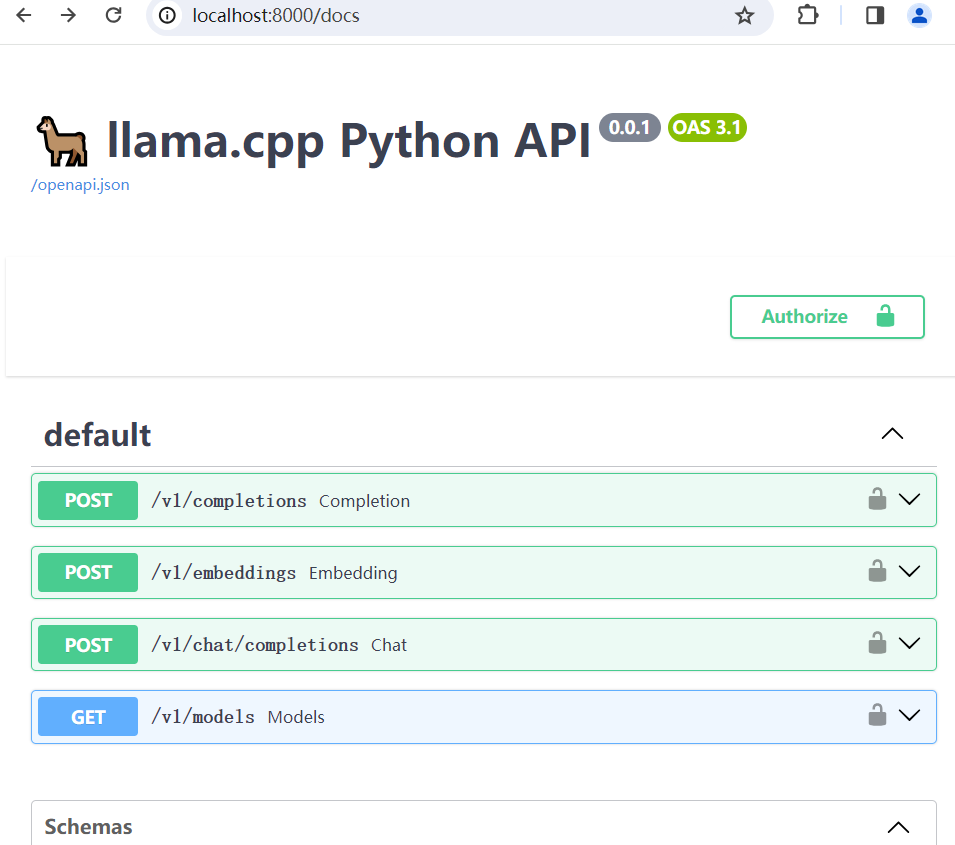 localhost:8000/docs
llama.cpp Python API 0.0.1 OAS 3.1
/openapi.json
Authorize
default
POST /v1/completions Completion
POST /v1/embeddings Embedding
POST /v1/chat/completions Chat
GET /v1/models Models
Schemas